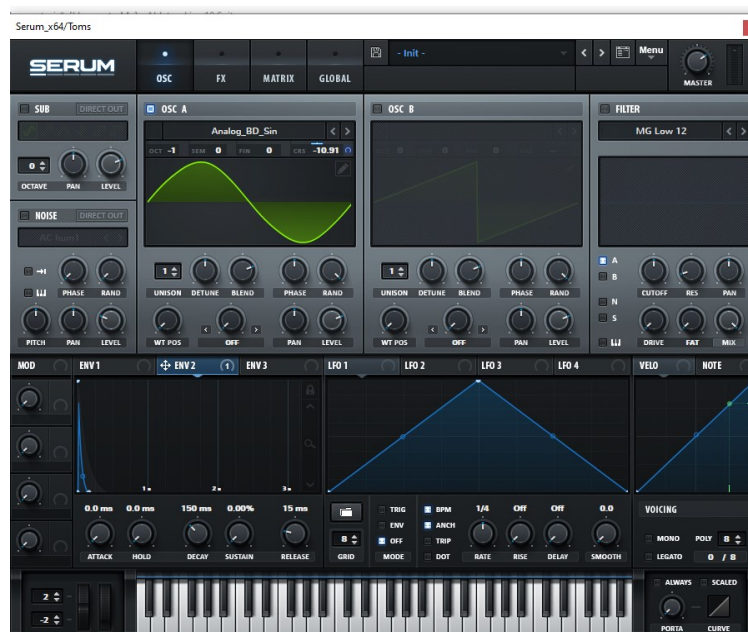 Serum_x64/Toms
SERUM
OSC FX MATRIX GLOBAL
- Init -
Menu
MASTER
SUB DIRECT OUT
0
OCTAVE PAN LEVEL
NOISE DIRECT OUT
AC hum1
PHASE RAND
PITCH PAN LEVEL
OSC A
Analog_BD_Sin
OCT -1 SEM 0 FIN 0 CRS -10.91
1
UNISON DETUNE BLEND PHASE RAND
WT POS OFF PAN LEVEL
OSC B
1
UNISON DETUNE BLEND PHASE RAND
WT POS OFF PAN LEVEL
FILTER
MG Low 12
A
B
N
S
CUTOFF RES PAN
DRIVE FAT MIX
MOD ENV 1 ENV 2 (1) ENV 3 LFO 1 LFO 2 LFO 3 LFO 4 VELO NOTE
1s 2s 3s
0.0 ms 0.0 ms 150 ms 0.00% 15 ms
ATTACK HOLD DECAY SUSTAIN RELEASE
8
GRID
TRIG
ENV
OFF
MODE
BPM
ANCH
TRIP
DOT
1/4 Off Off 0.0
RATE RISE DELAY SMOOTH
VOICING
MONO POLY 8
LEGATO 0 / 8
2
-2
ALWAYS SCALED
PORTA CURVE